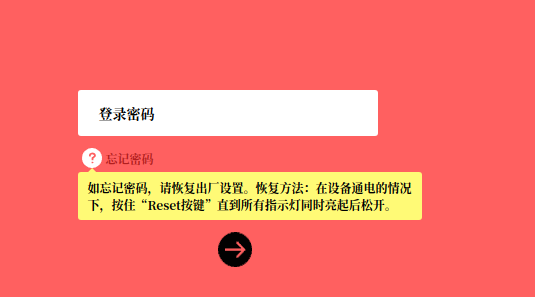 登录密码
? 忘记密码
如忘记密码，请恢复出厂设置。恢复方法：在设备通电的情况
下，按住“Reset按键”直到所有指示灯同时亮起后松开。